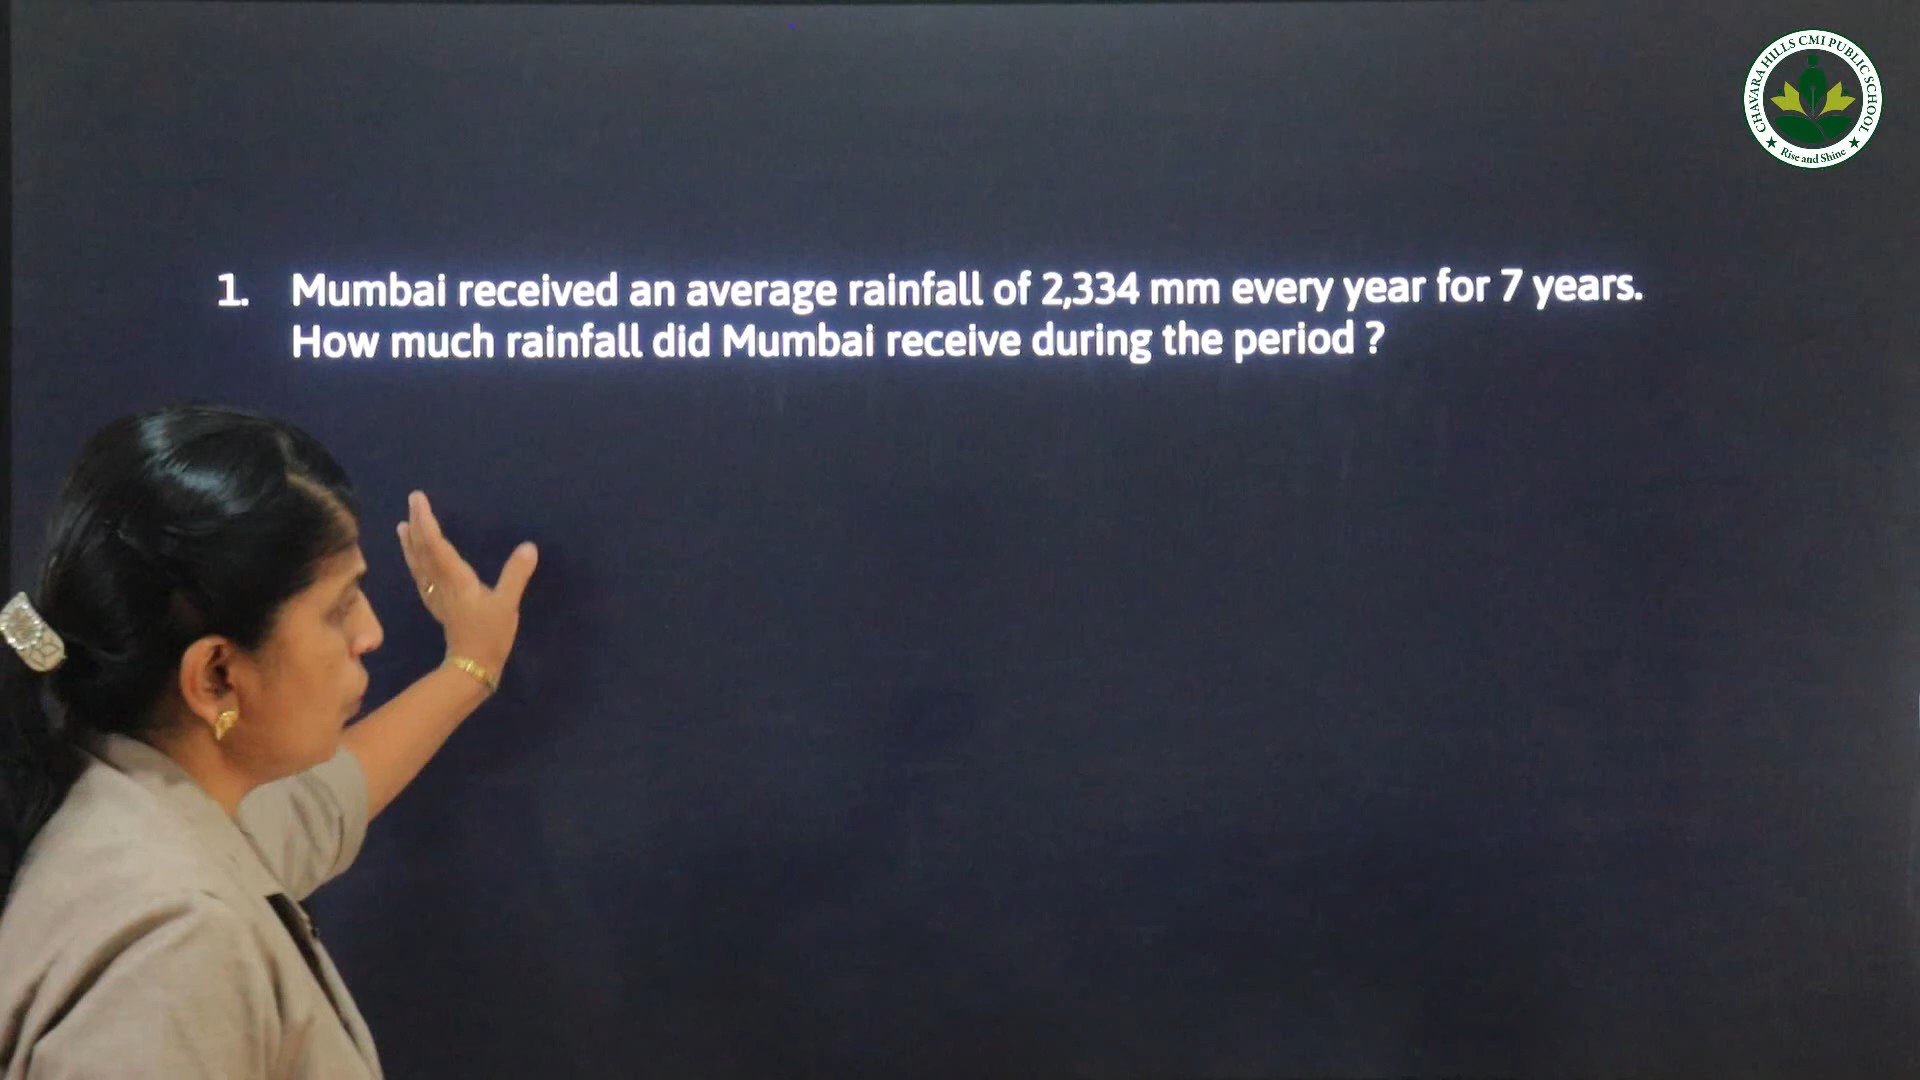 CHAVARA HILLS CMI PUBLIC SCHOOL
Rise and Shine
1. Mumbai received an average rainfall of 2,334 mm every year for 7 years.
How much rainfall did Mumbai receive during the period ?